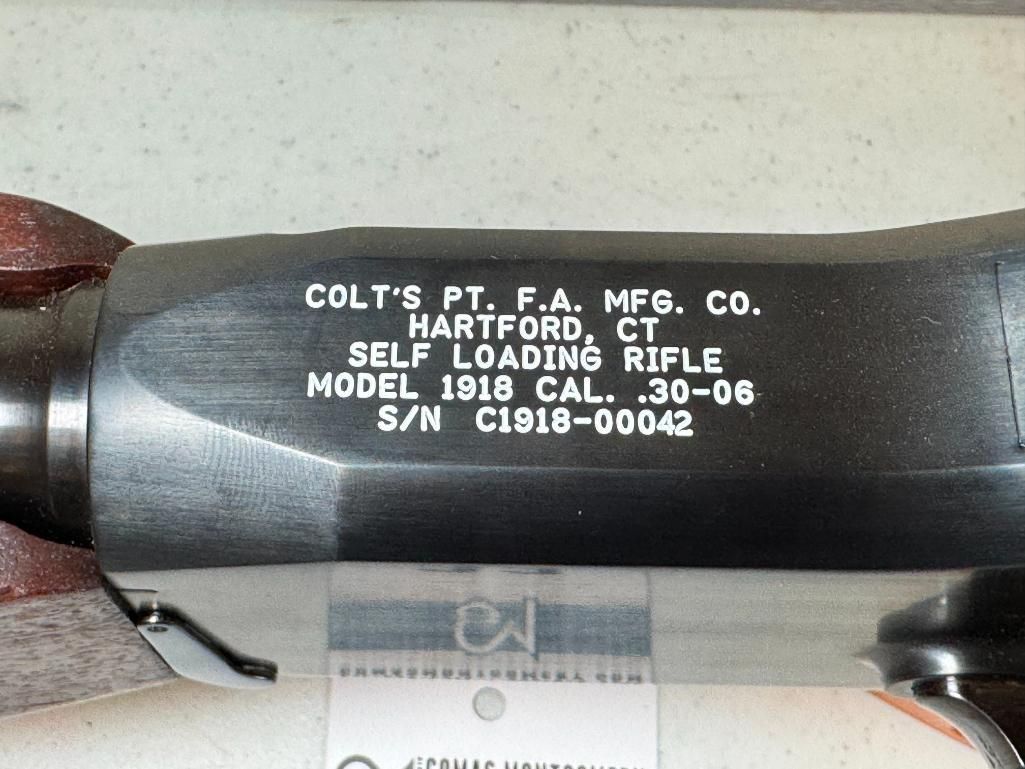 COLT'S PT. F.A. MFG. CO.
HARTFORD, CT
SELF LOADING RIFLE
MODEL 1918 CAL. .30-06
S/N C1918-00042